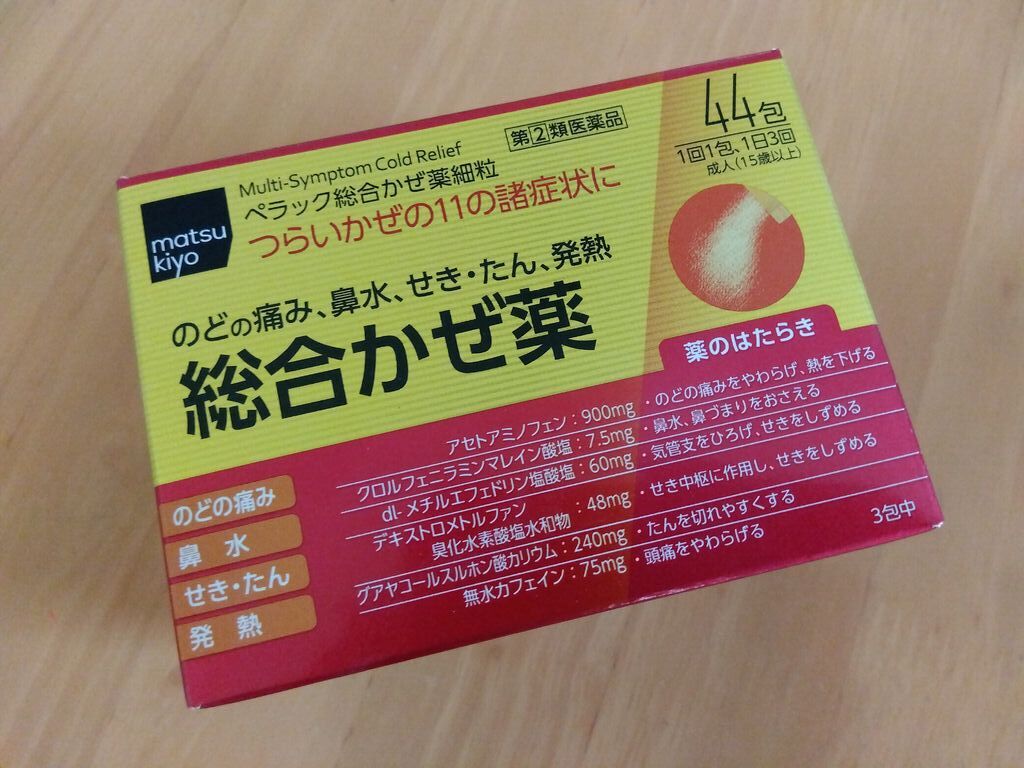 matsu
kiyo
Multi-Symptom Cold Relief
ペラック総合かぜ薬細粒
つらいかぜの11の諸症状に
第②類医薬品
44包
1回1包、1日3回
成人(15歳以上)
のどの痛み、鼻水、せき・たん、発熱
総合かぜ薬
薬のはたらき
のどの痛み
鼻水
せき・たん
発熱
アセトアミノフェン:900mg ・のどの痛みをやわらげ、熱を下げる
クロルフェニラミンマレイン酸塩:7.5mg ・鼻水、鼻づまりをおさえる
dl-メチルエフェドリン塩酸塩:60mg ・気管支をひろげ、せきをしずめる
デキストロメトルファン
臭化水素酸塩水和物:48mg ・せき中枢に作用し、せきをしずめる
グアヤコールスルホン酸カリウム:240mg ・たんを切れやすくする
無水カフェイン:75mg ・頭痛をやわらげる
3包中